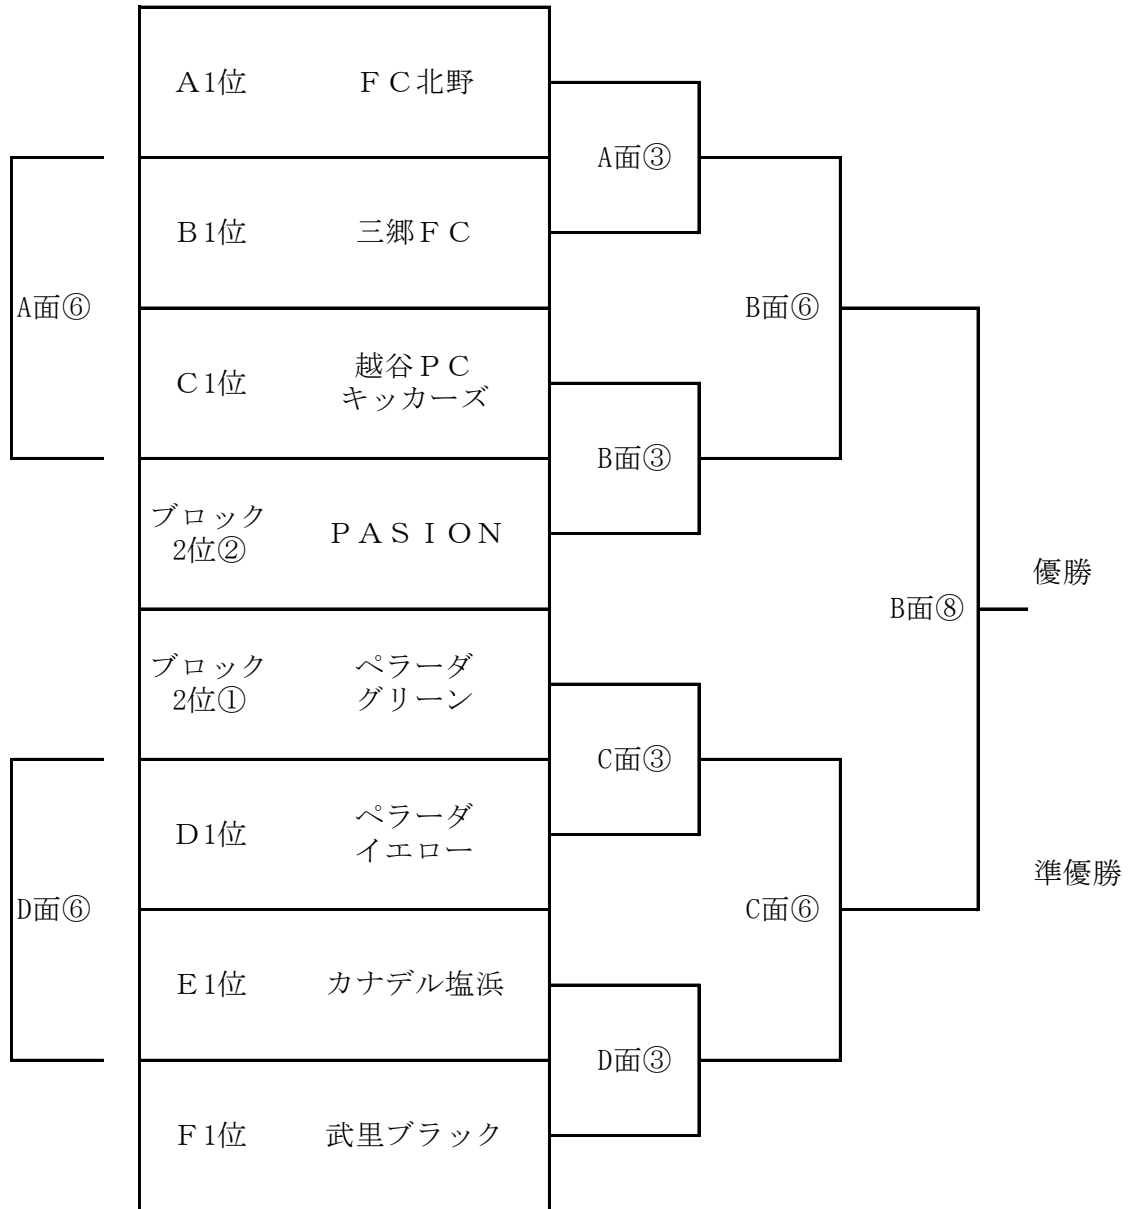 Ａ1位 ＦＣ北野
A面③
Ｂ1位 三郷ＦＣ
A面⑥
B面⑥
Ｃ1位
越谷ＰＣ
キッカーズ
B面③
ブロック
2位②
ＰＡＳＩＯＮ
優勝
B面⑧
ブロック
2位①
ペラーダ
グリーン
C面③
Ｄ1位
ペラーダ
イエロー
準優勝
D面⑥
C面⑥
Ｅ1位 カナデル塩浜
D面③
Ｆ1位 武里ブラック